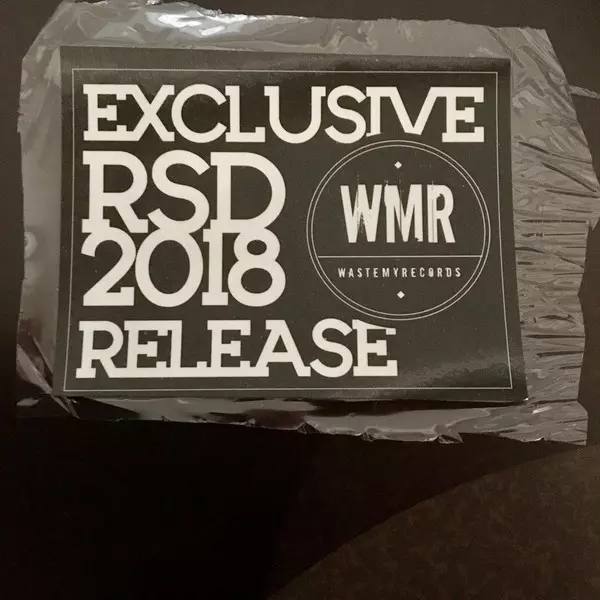 EXCLUSIVE
RSD
2018
RELEASE
WMR
WASTEMYRECORDS